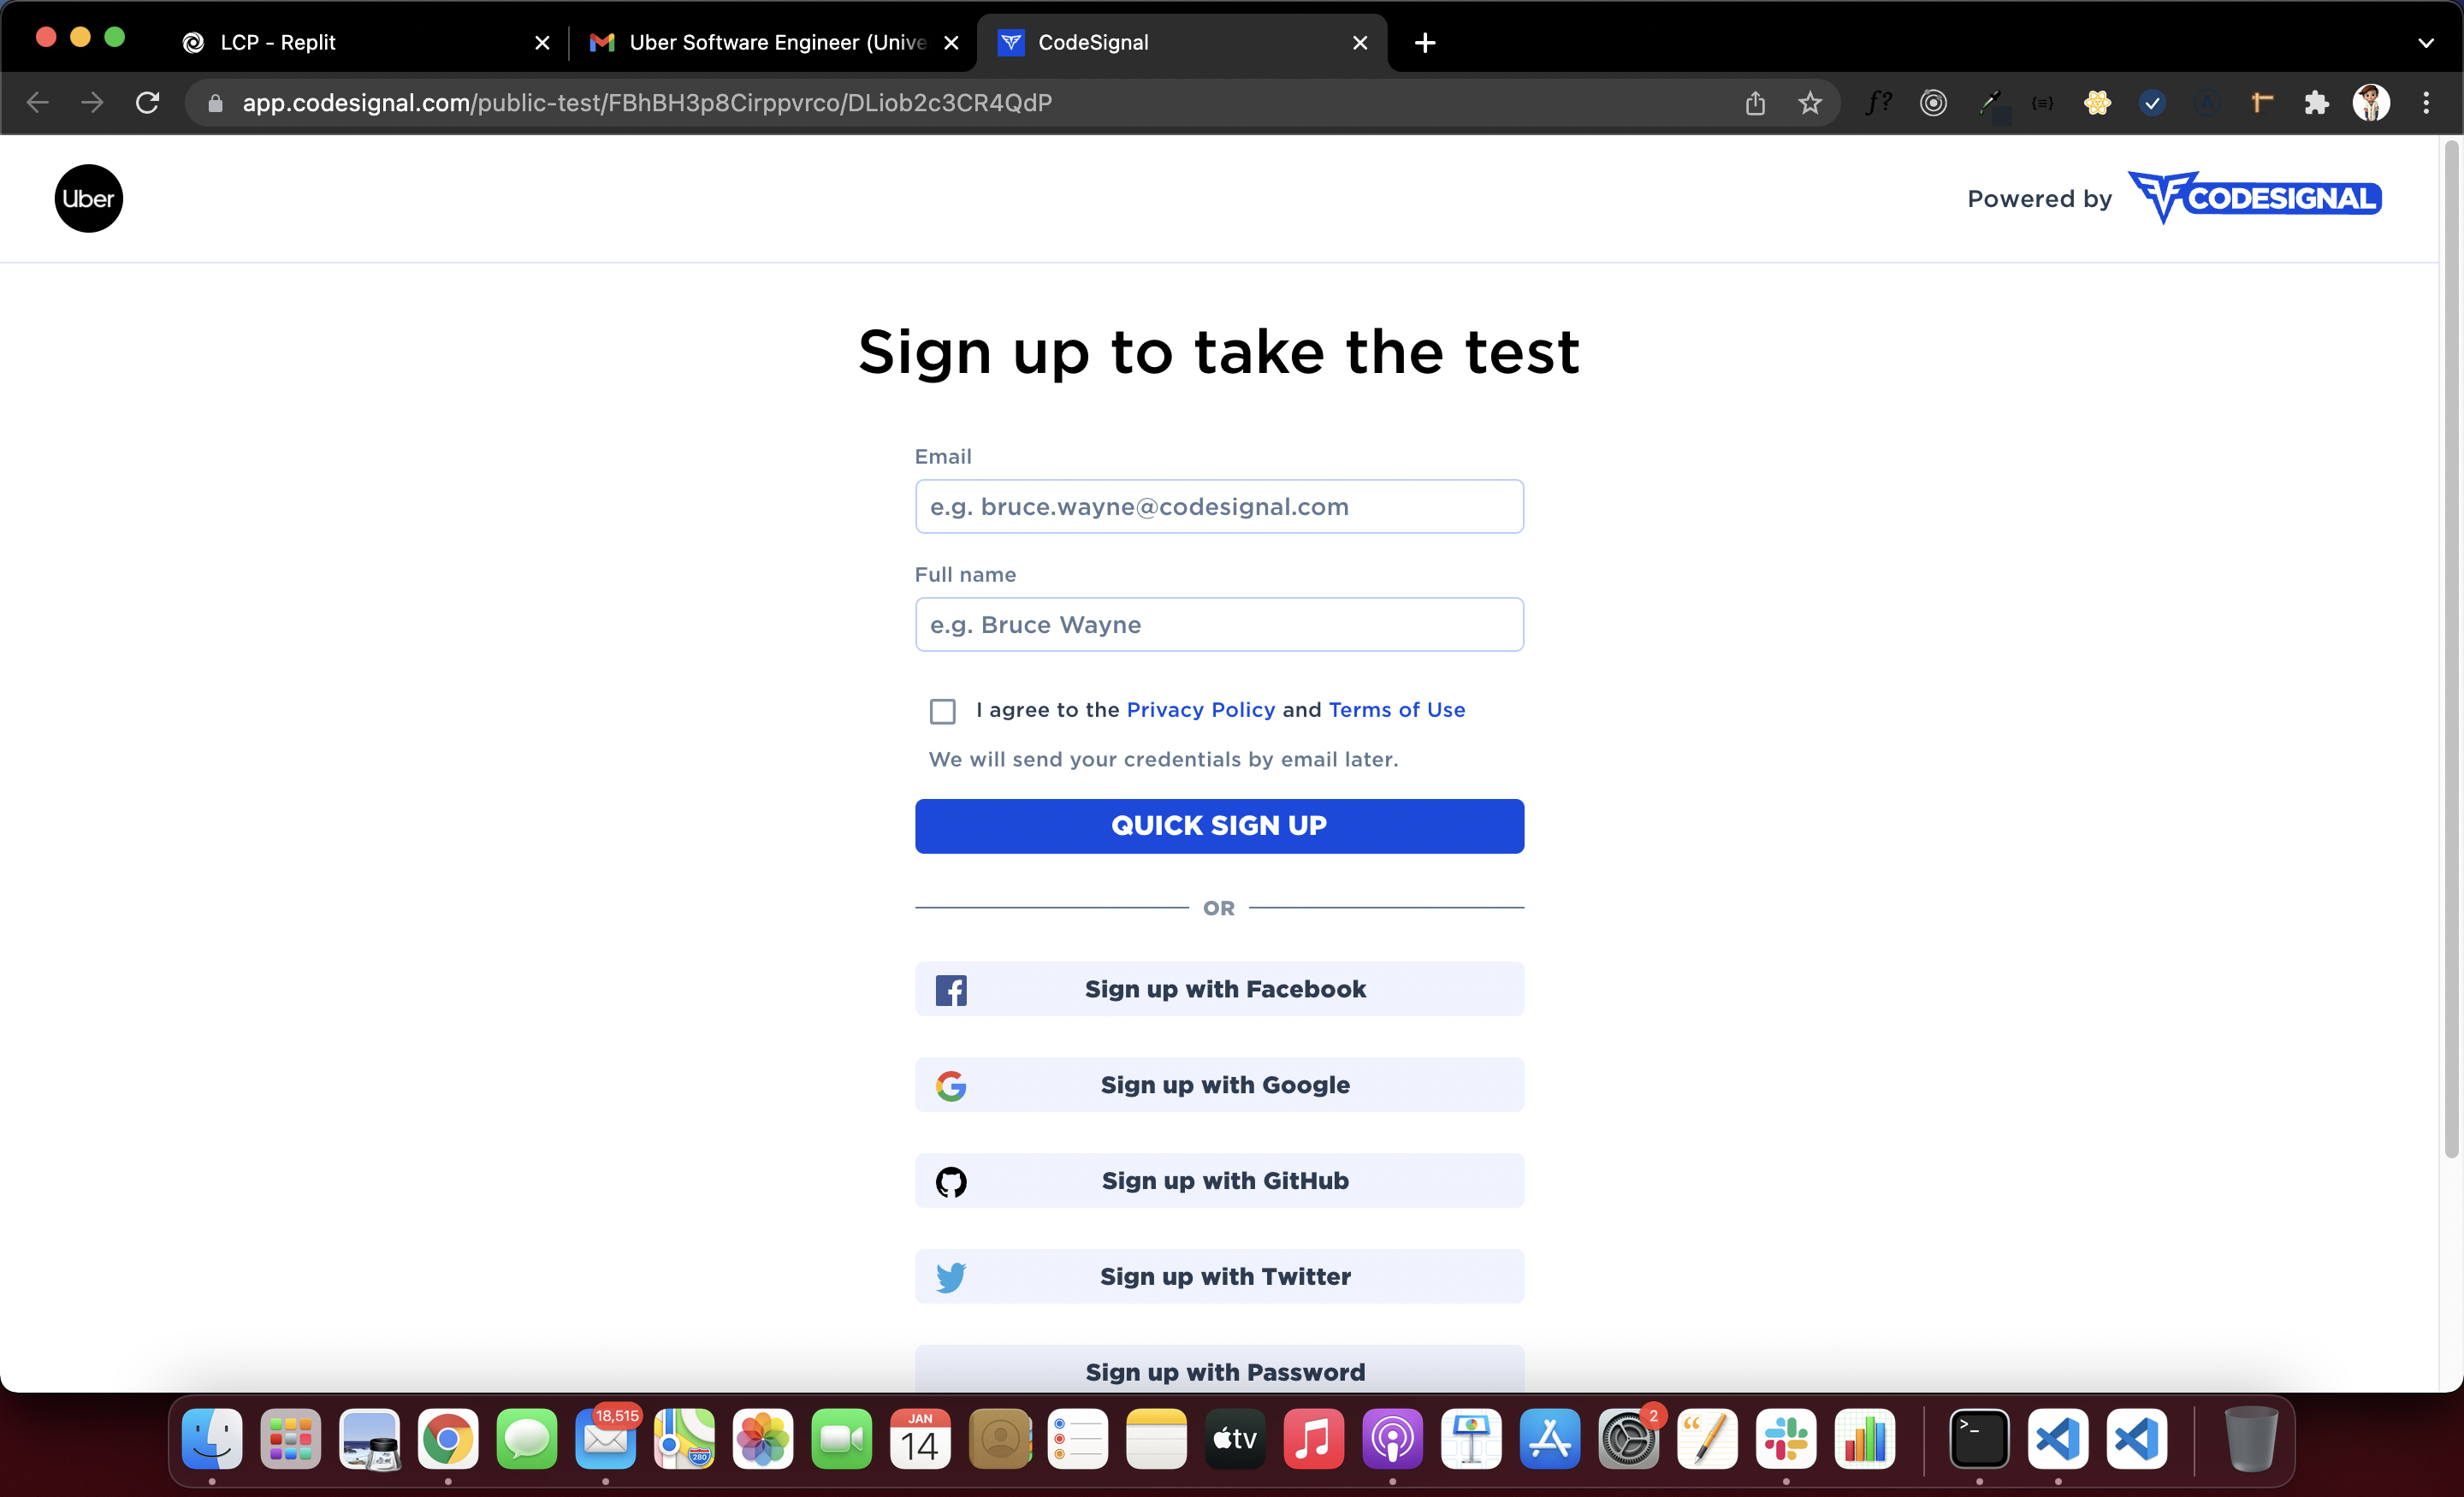 LCP - Replit
Uber Software Engineer (Unive
CodeSignal
app.codesignal.com/public-test/FBhBH3p8Cirppvrco/DLiob2c3CR4QdP
f?
Uber
Powered by CODESIGNAL
Sign up to take the test
Email
e.g. bruce.wayne@codesignal.com
Full name
e.g. Bruce Wayne
I agree to the Privacy Policy and Terms of Use
We will send your credentials by email later.
QUICK SIGN UP
OR
Sign up with Facebook
Sign up with Google
Sign up with GitHub
Sign up with Twitter
Sign up with Password
18,515
280
JAN
14
tv
2
>_